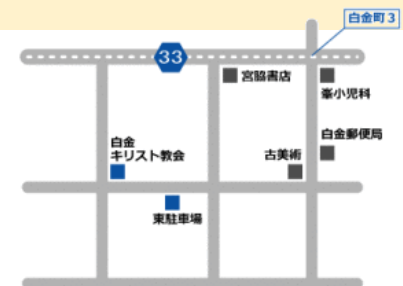 白金町3
33
宮脇書店
峯小児科
白金
キリスト教会
古美術
白金郵便局
東駐車場